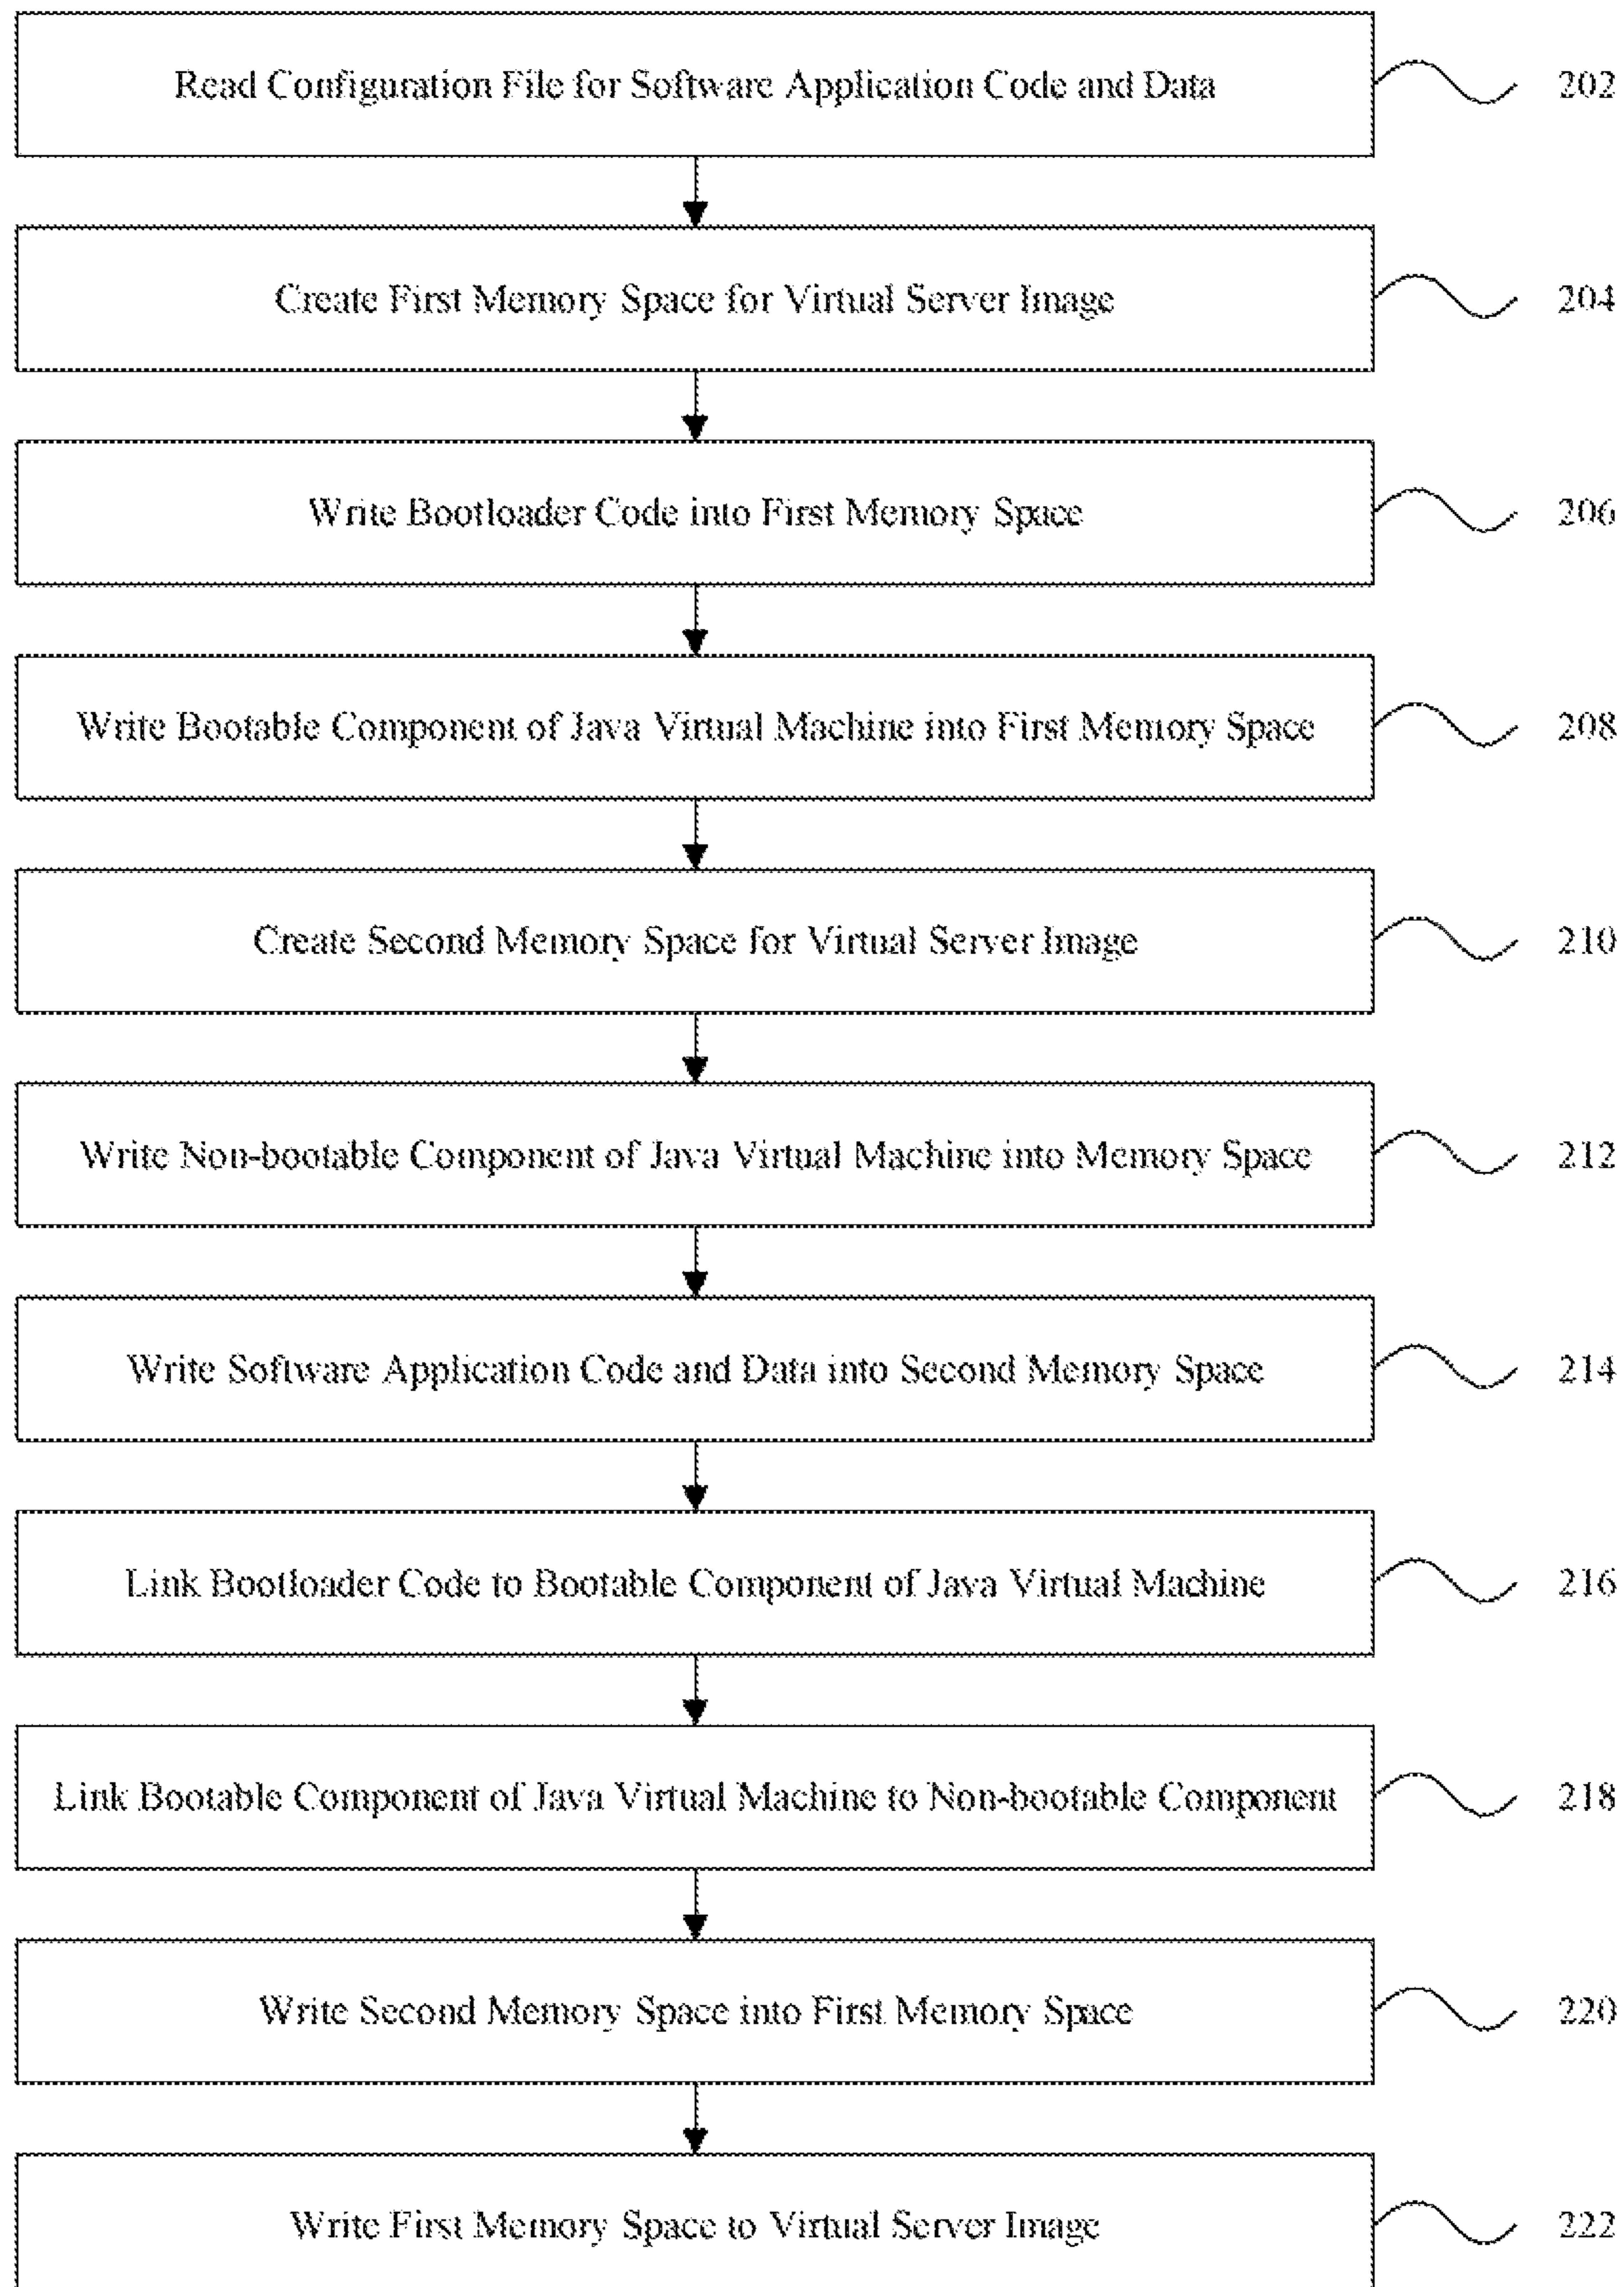 Read Configuration File for Software Application Code and Data 202
Create First Memory Space for Virtual Server Image 204
Write Bootloader Code into First Memory Space 206
Write Bootable Component of Java Virtual Machine into First Memory Space 208
Create Second Memory Space for Virtual Server Image 210
Write Non-bootable Component of Java Virtual Machine into Memory Space 212
Write Software Application Code and Data into Second Memory Space 214
Link Bootloader Code to Bootable Component of Java Virtual Machine 216
Link Bootable Component of Java Virtual Machine to Non-bootable Component 218
Write Second Memory Space into First Memory Space 220
Write First Memory Space to Virtual Server Image 222